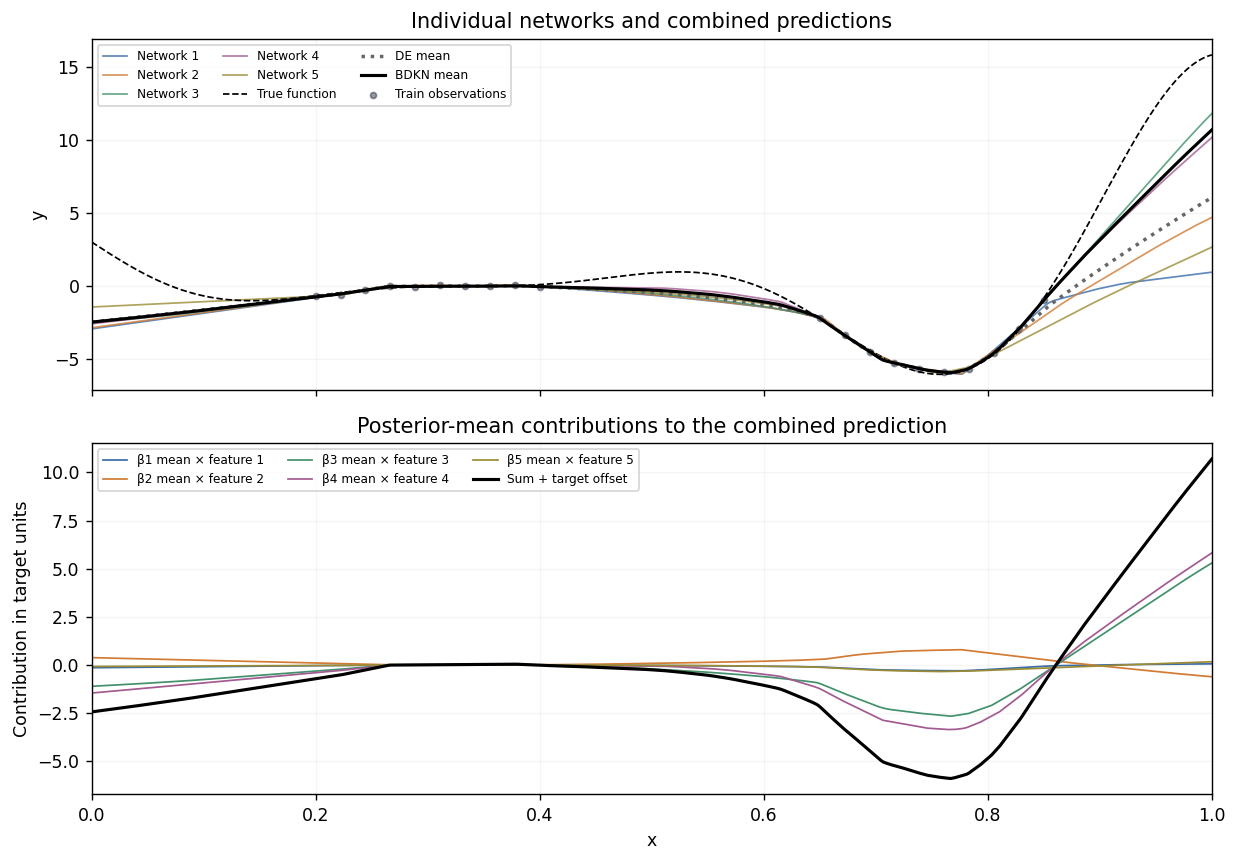 Individual networks and combined predictions
Network 1
Network 2
Network 3
Network 4
Network 5
True function
DE mean
BDKN mean
Train observations
15
10
5
0
−5
y
Posterior-mean contributions to the combined prediction
β1 mean × feature 1
β2 mean × feature 2
β3 mean × feature 3
β4 mean × feature 4
β5 mean × feature 5
Sum + target offset
10.0
7.5
5.0
2.5
0.0
−2.5
−5.0
Contribution in target units
0.0
0.2
0.4
0.6
0.8
1.0
x